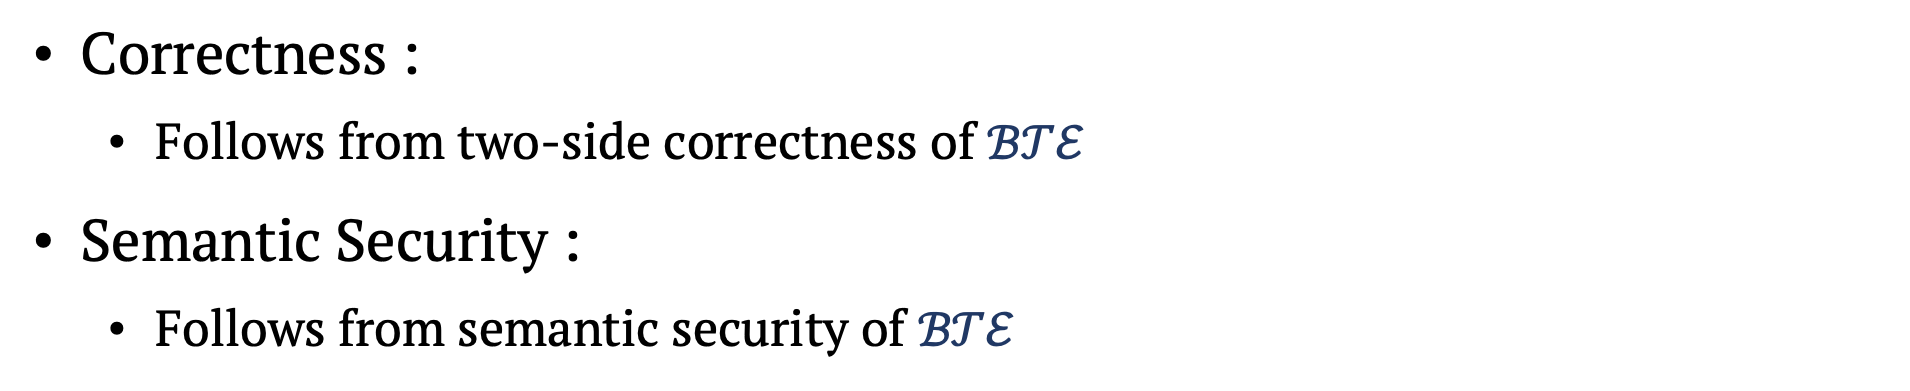 • Correctness :
• Follows from two-side correctness of 𝓑𝓣𝓔
• Semantic Security :
• Follows from semantic security of 𝓑𝓣𝓔